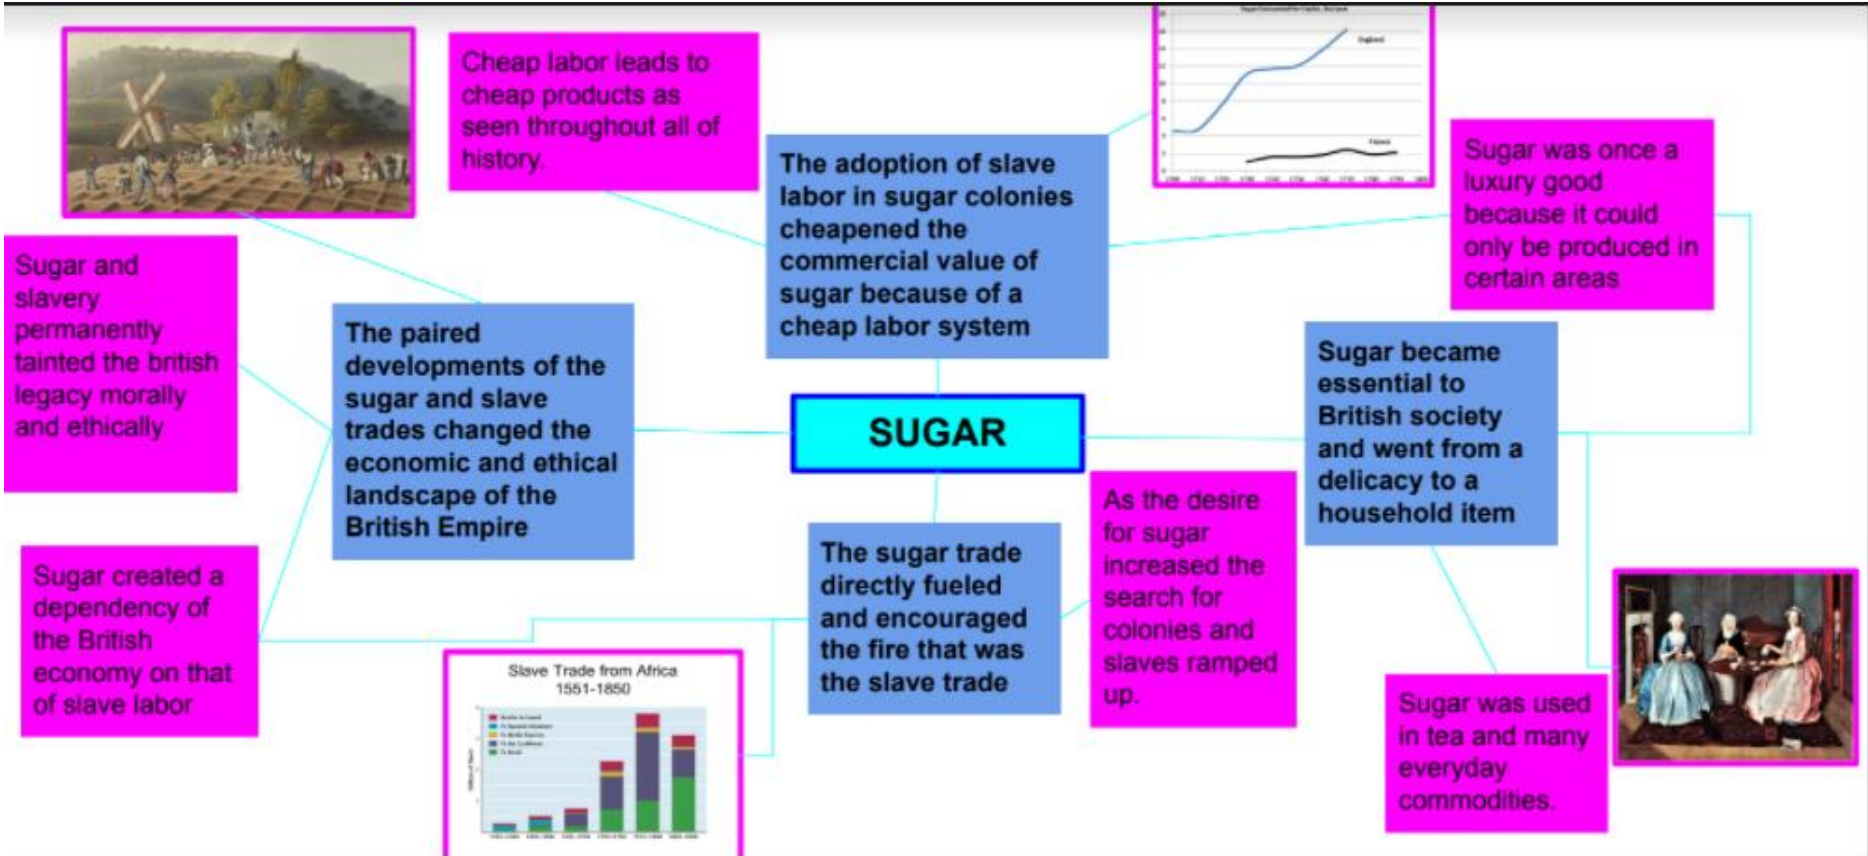 Cheap labor leads to
cheap products as
seen throughout all of
history.
England
France
The adoption of slave
labor in sugar colonies
cheapened the
commercial value of
sugar because of a
cheap labor system
Sugar was once a
luxury good
because it could
only be produced in
certain areas
Sugar and
slavery
permanently
tainted the british
legacy morally
and ethically
The paired
developments of the
sugar and slave
trades changed the
economic and ethical
landscape of the
British Empire
SUGAR
Sugar became
essential to
British society
and went from a
delicacy to a
household item
Sugar created a
dependency of
the British
economy on that
of slave labor
The sugar trade
directly fueled
and encouraged
the fire that was
the slave trade
As the desire
for sugar
increased the
search for
colonies and
slaves ramped
up.
Slave Trade from Africa
1551-1850
Sugar was used
in tea and many
everyday
commodities.